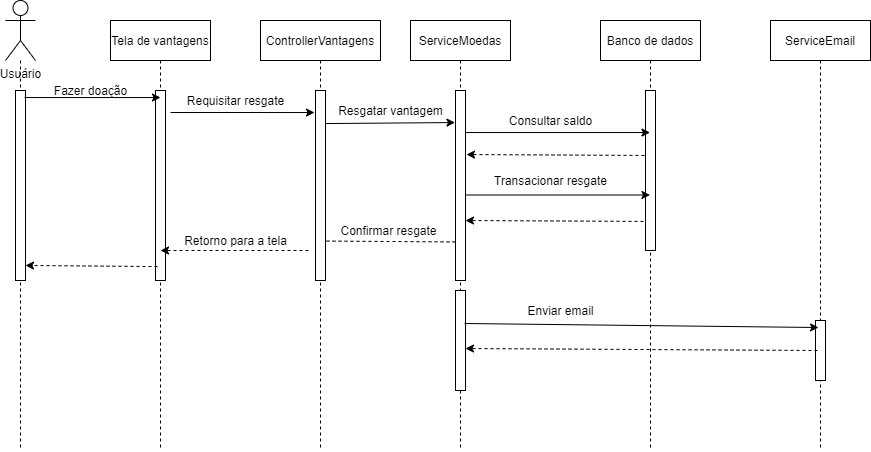 Usuário
Tela de vantagens
ControllerVantagens
ServiceMoedas
Banco de dados
ServiceEmail
Fazer doação
Requisitar resgate
Resgatar vantagem
Consultar saldo
Transacionar resgate
Confirmar resgate
Retorno para a tela
Enviar email